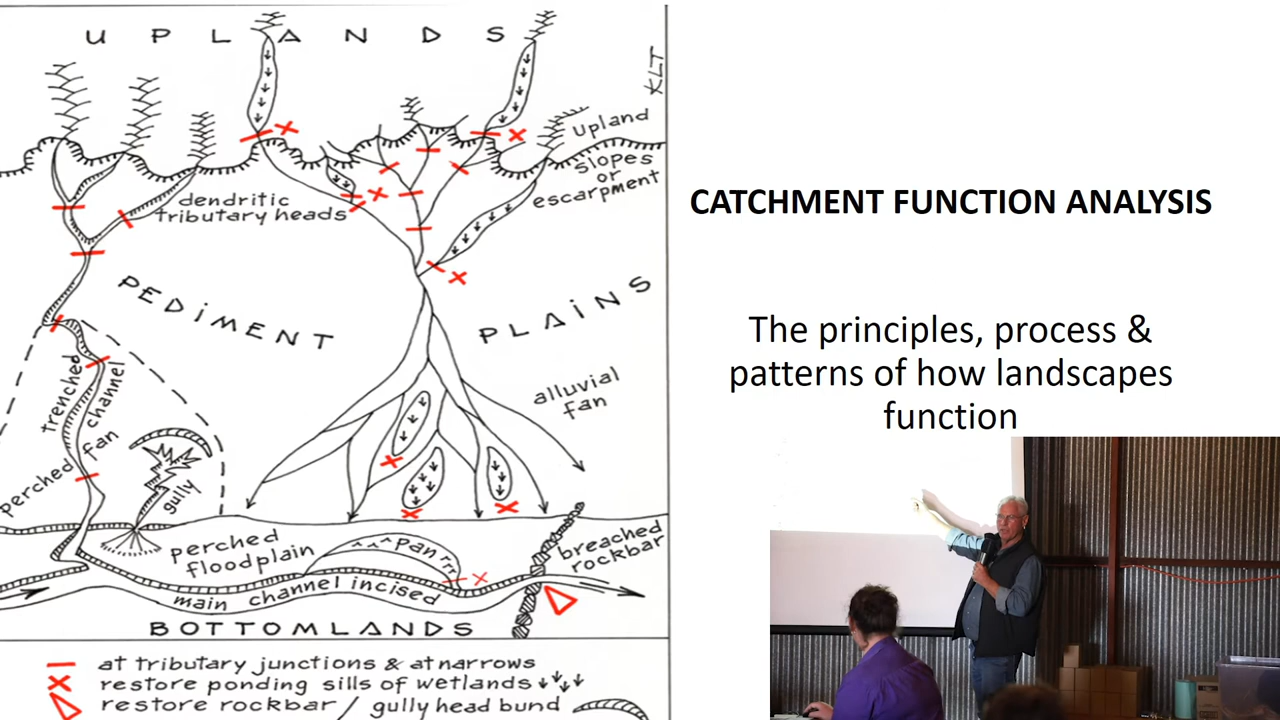 UPLANDS
KLT
Upland
slopes
or
escarpment
dendritic
tributary heads
PEDIMENT
PLAINS
alluvial
fan
trenched
channel
perched fan
gully
perched
floodplain
pan
breached
rockbar
main channel incised
BOTTOMLANDS
at tributary junctions & at narrows
restore ponding sills of wetlands
restore rockbar / gully head bund
CATCHMENT FUNCTION ANALYSIS
The principles, process &
patterns of how landscapes
function